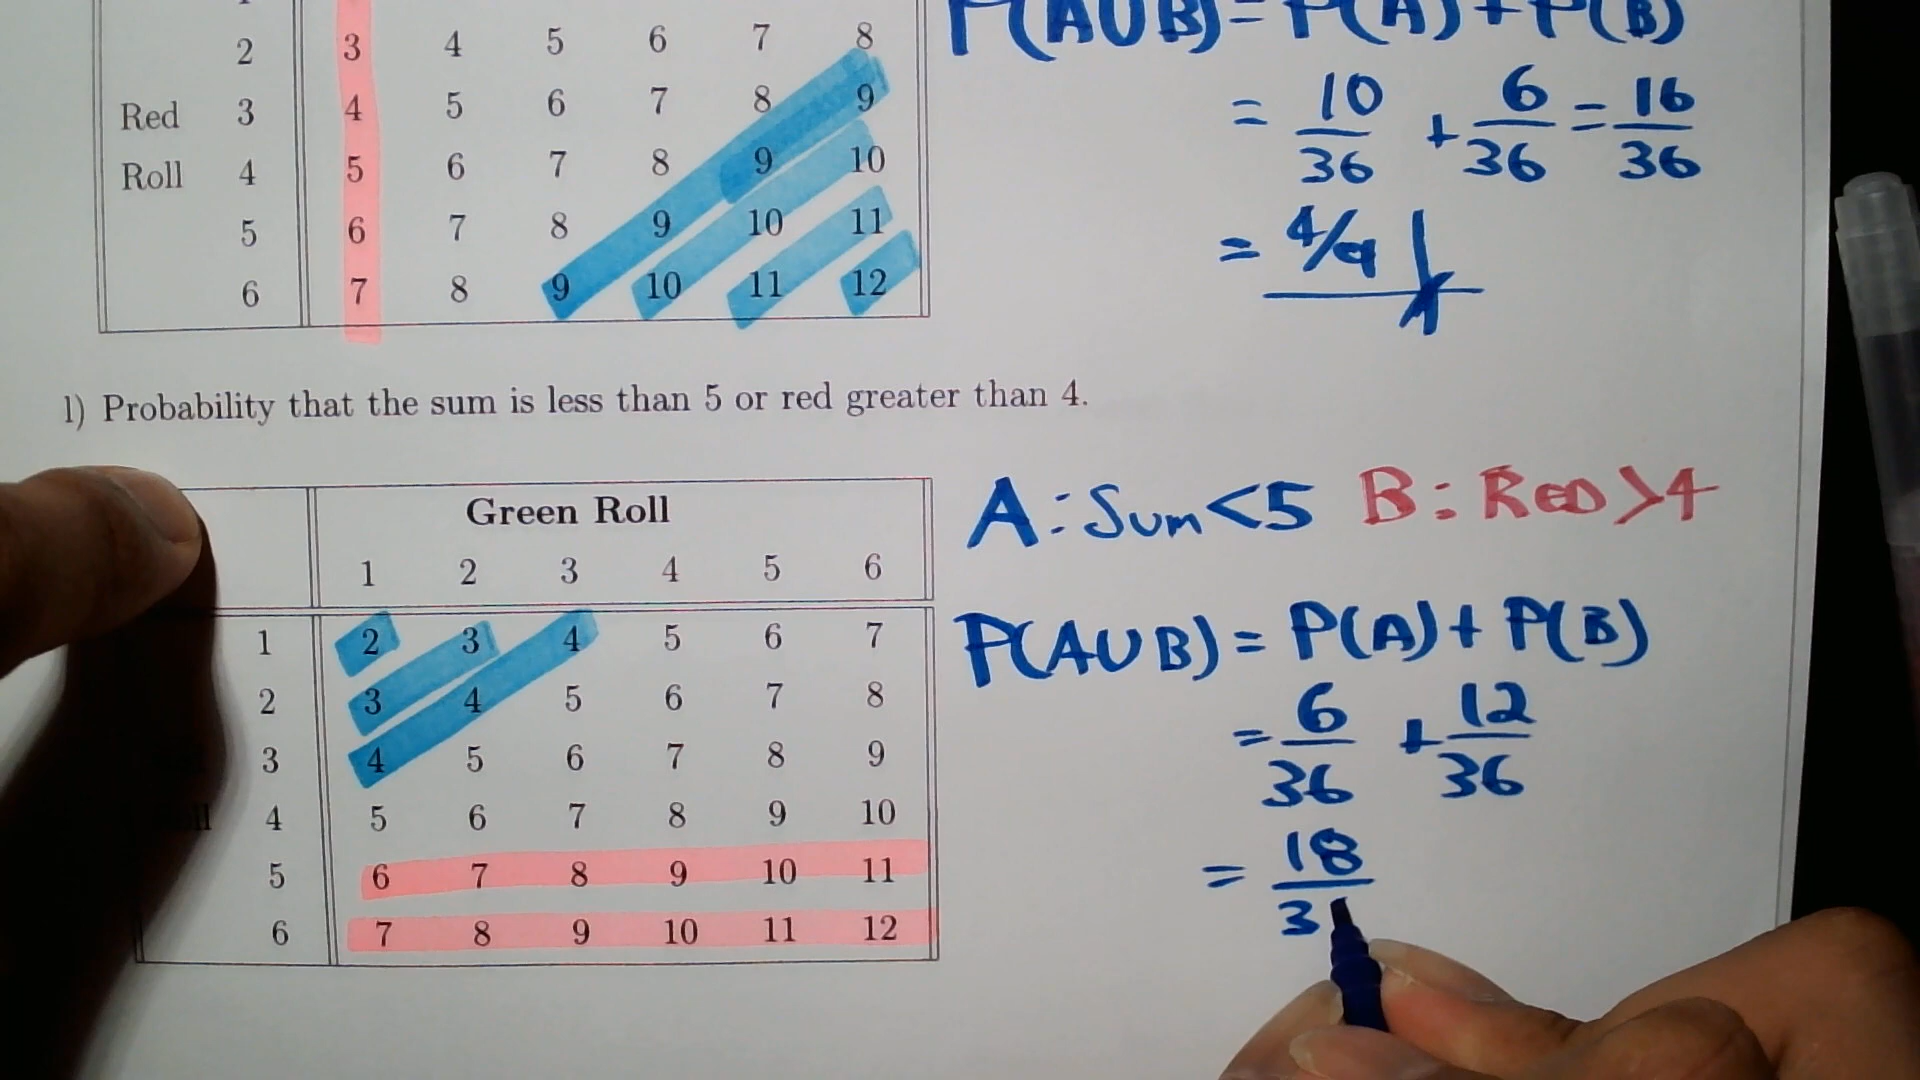 P(AUB)=P(A)+P(B)
2 3 4 5 6 7 8
Red 3 4 5 6 7 8 9
Roll 4 5 6 7 8 9 10
5 6 7 8 9 10 11
6 7 8 9 10 11 12
= 10/36 + 6/36 = 16/36
= 4/9
l) Probability that the sum is less than 5 or red greater than 4.
Green Roll
1 2 3 4 5 6
1 2 3 4 5 6 7
2 3 4 5 6 7 8
3 4 5 6 7 8 9
4 5 6 7 8 9 10
5 6 7 8 9 10 11
6 7 8 9 10 11 12
A: Sum<5 B: Red>4
P(AUB) = P(A) + P(B)
= 6/36 + 12/36
= 18/3